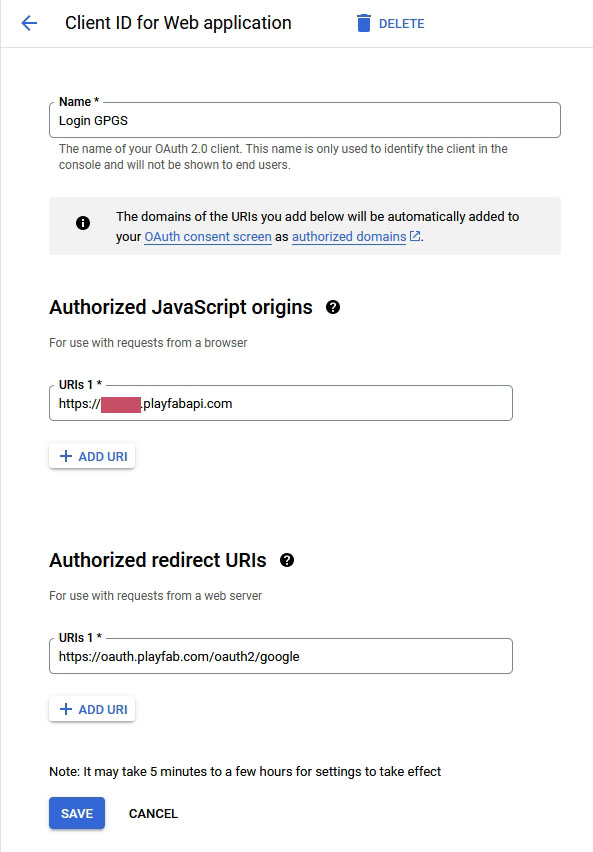 Client ID for Web application
DELETE
Name *
Login GPGS
The name of your OAuth 2.0 client. This name is only used to identify the client in the
console and will not be shown to end users.
The domains of the URIs you add below will be automatically added to
your OAuth consent screen as authorized domains.
Authorized JavaScript origins
For use with requests from a browser
URIs 1 *
https://.playfabapi.com
ADD URI
Authorized redirect URIs
For use with requests from a web server
URIs 1 *
https://oauth.playfab.com/oauth2/google
ADD URI
Note: It may take 5 minutes to a few hours for settings to take effect
SAVE
CANCEL